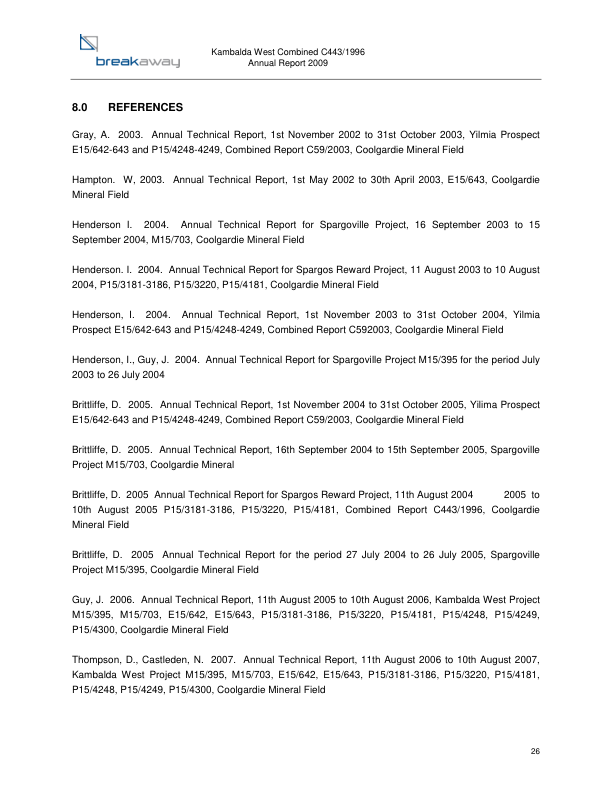 breakaway
Kambalda West Combined C443/1996
Annual Report 2009
8.0 REFERENCES
Gray, A. 2003. Annual Technical Report, 1st November 2002 to 31st October 2003, Yilmia Prospect
E15/642-643 and P15/4248-4249, Combined Report C59/2003, Coolgardie Mineral Field
Hampton. W, 2003. Annual Technical Report, 1st May 2002 to 30th April 2003, E15/643, Coolgardie
Mineral Field
Henderson I. 2004. Annual Technical Report for Spargoville Project, 16 September 2003 to 15
September 2004, M15/703, Coolgardie Mineral Field
Henderson. I. 2004. Annual Technical Report for Spargos Reward Project, 11 August 2003 to 10 August
2004, P15/3181-3186, P15/3220, P15/4181, Coolgardie Mineral Field
Henderson, I. 2004. Annual Technical Report, 1st November 2003 to 31st October 2004, Yilmia
Prospect E15/642-643 and P15/4248-4249, Combined Report C592003, Coolgardie Mineral Field
Henderson, I., Guy, J. 2004. Annual Technical Report for Spargoville Project M15/395 for the period July
2003 to 26 July 2004
Brittliffe, D. 2005. Annual Technical Report, 1st November 2004 to 31st October 2005, Yilima Prospect
E15/642-643 and P15/4248-4249, Combined Report C59/2003, Coolgardie Mineral Field
Brittliffe, D. 2005. Annual Technical Report, 16th September 2004 to 15th September 2005, Spargoville
Project M15/703, Coolgardie Mineral
Brittliffe, D. 2005 Annual Technical Report for Spargos Reward Project, 11th August 2004 2005 to
10th August 2005 P15/3181-3186, P15/3220, P15/4181, Combined Report C443/1996, Coolgardie
Mineral Field
Brittliffe, D. 2005 Annual Technical Report for the period 27 July 2004 to 26 July 2005, Spargoville
Project M15/395, Coolgardie Mineral Field
Guy, J. 2006. Annual Technical Report, 11th August 2005 to 10th August 2006, Kambalda West Project
M15/395, M15/703, E15/642, E15/643, P15/3181-3186, P15/3220, P15/4181, P15/4248, P15/4249,
P15/4300, Coolgardie Mineral Field
Thompson, D., Castleden, N. 2007. Annual Technical Report, 11th August 2006 to 10th August 2007,
Kambalda West Project M15/395, M15/703, E15/642, E15/643, P15/3181-3186, P15/3220, P15/4181,
P15/4248, P15/4249, P15/4300, Coolgardie Mineral Field
26